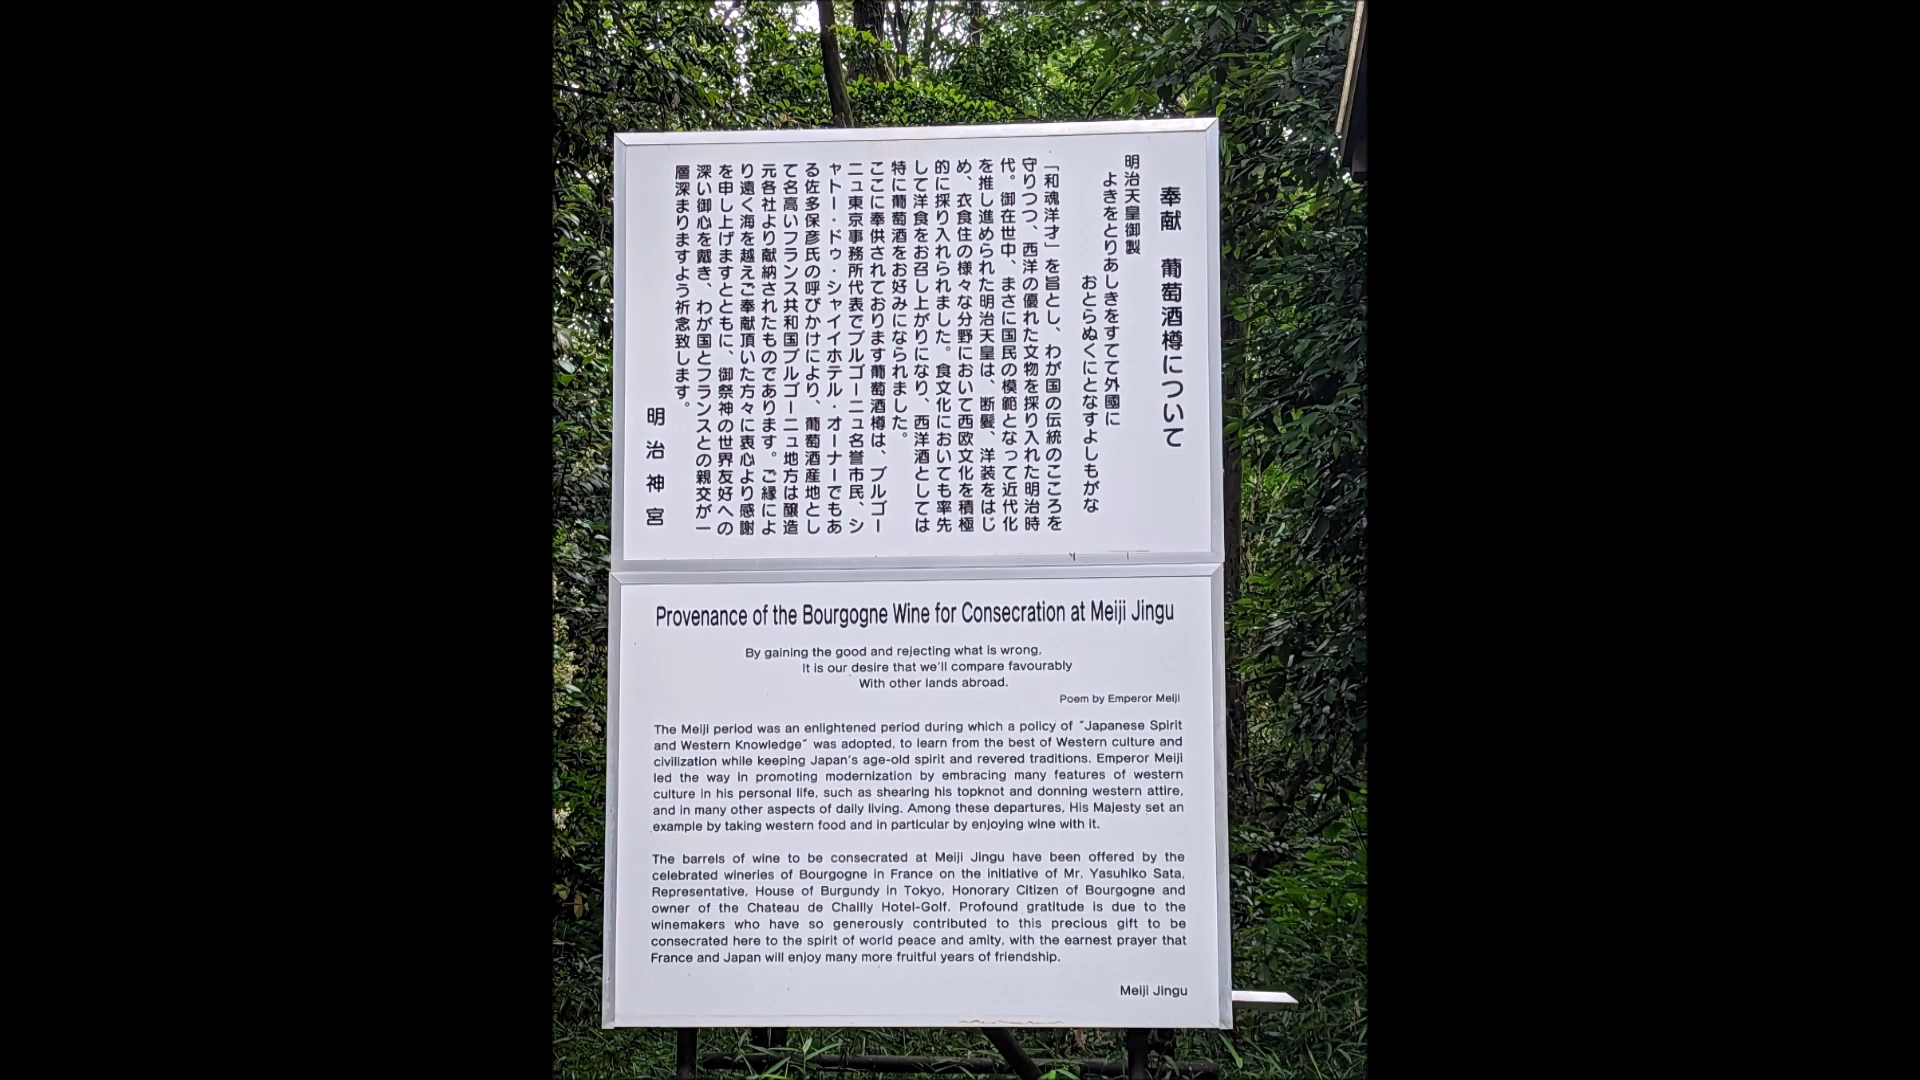 奉献　葡萄酒樽について
明治天皇御製
よきをとりあしきをすてて外國に
おとらぬくにとなすよしもがな
「和魂洋才」を旨とし、わが国の伝統のこころを
守りつつ、西洋の優れた文物を採り入れた明治時
代。御在世中、まさに国民の模範となって近代化
を推し進められた明治天皇は、断髪、洋装をはじ
め、衣食住の様々な分野において西欧文化を積極
的に採り入れられました。食文化においても率先
して洋食をお召し上がりになり、西洋酒としては
特に葡萄酒をお好みになられました。
ここに奉供されております葡萄酒樽は、ブルゴー
ニュ東京事務所代表でブルゴーニュ名誉市民、シ
ャトー・ドゥ・シャイイホテル・オーナーでもあ
る佐多保彦氏の呼びかけにより、葡萄酒産地とし
て名高いフランス共和国ブルゴーニュ地方は醸造
元各社より献納されたものであります。ご縁によ
り遠く海を越えご奉献頂いた方々に衷心より感謝
を申し上げますとともに、御祭神の世界友好への
深い御心を戴き、わが国とフランスとの親交が一
層深まりますよう祈念致します。
明治神宮
Provenance of the Bourgogne Wine for Consecration at Meiji Jingu
By gaining the good and rejecting what is wrong,
It is our desire that we'll compare favourably
With other lands abroad.
Poem by Emperor Meiji
The Meiji period was an enlightened period during which a policy of "Japanese Spirit
and Western Knowledge" was adopted, to learn from the best of Western culture and
civilization while keeping Japan's age-old spirit and revered traditions. Emperor Meiji
led the way in promoting modernization by embracing many features of western
culture in his personal life, such as shearing his topknot and donning western attire,
and in many other aspects of daily living. Among these departures, His Majesty set an
example by taking western food and in particular by enjoying wine with it.
The barrels of wine to be consecrated at Meiji Jingu have been offered by the
celebrated wineries of Bourgogne in France on the initiative of Mr. Yasuhiko Sata,
Representative, House of Burgundy in Tokyo, Honorary Citizen of Bourgogne and
owner of the Chateau de Chailly Hotel-Golf. Profound gratitude is due to the
winemakers who have so generously contributed to this precious gift to be
consecrated here to the spirit of world peace and amity, with the earnest prayer that
France and Japan will enjoy many more fruitful years of friendship.
Meiji Jingu